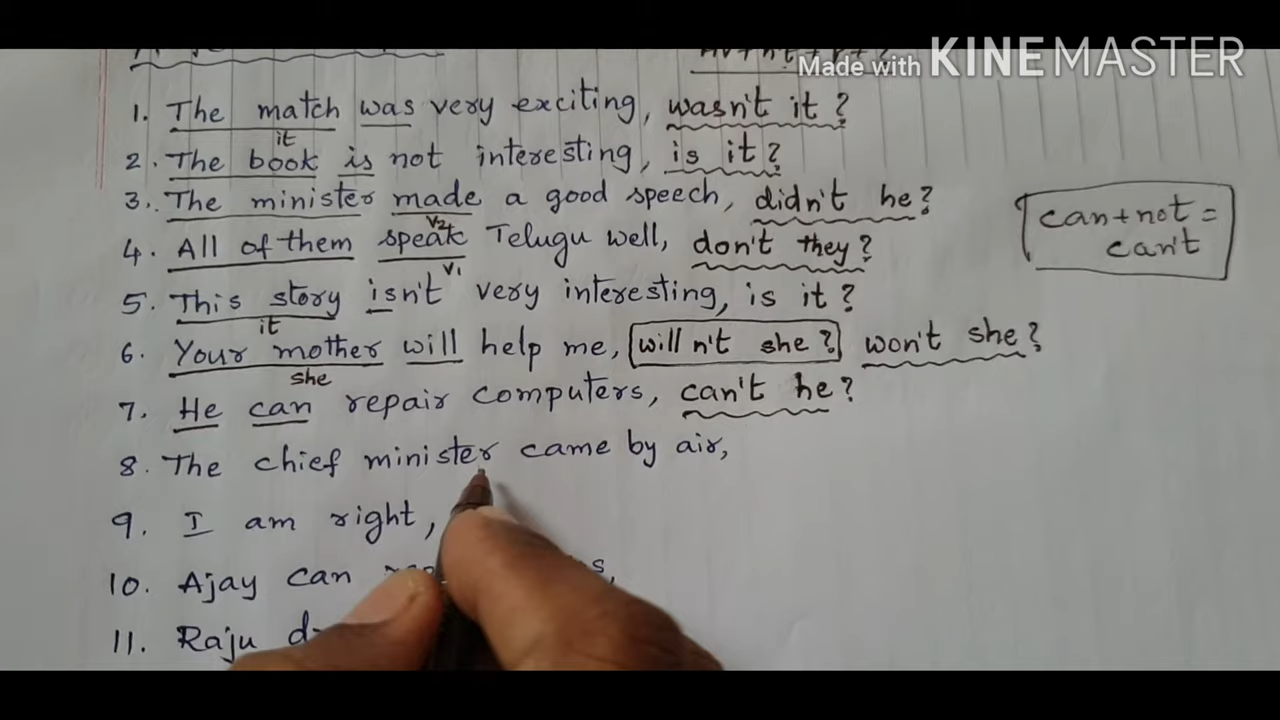 Made with KINEMASTER
1. The match was very exciting, wasn't it?
it
2. The book is not interesting, is it?
3. The minister made a good speech, didn't he?
V2
4. All of them speak Telugu well, don't they?
V1
5. This story isn't very interesting, is it?
it
6. Your mother will help me, will n't she? won't she?
she
7. He can repair computers, can't he?
8. The chief minister came by air,
9. I am right,
10. Ajay can
11. Raju
can+not =
can't